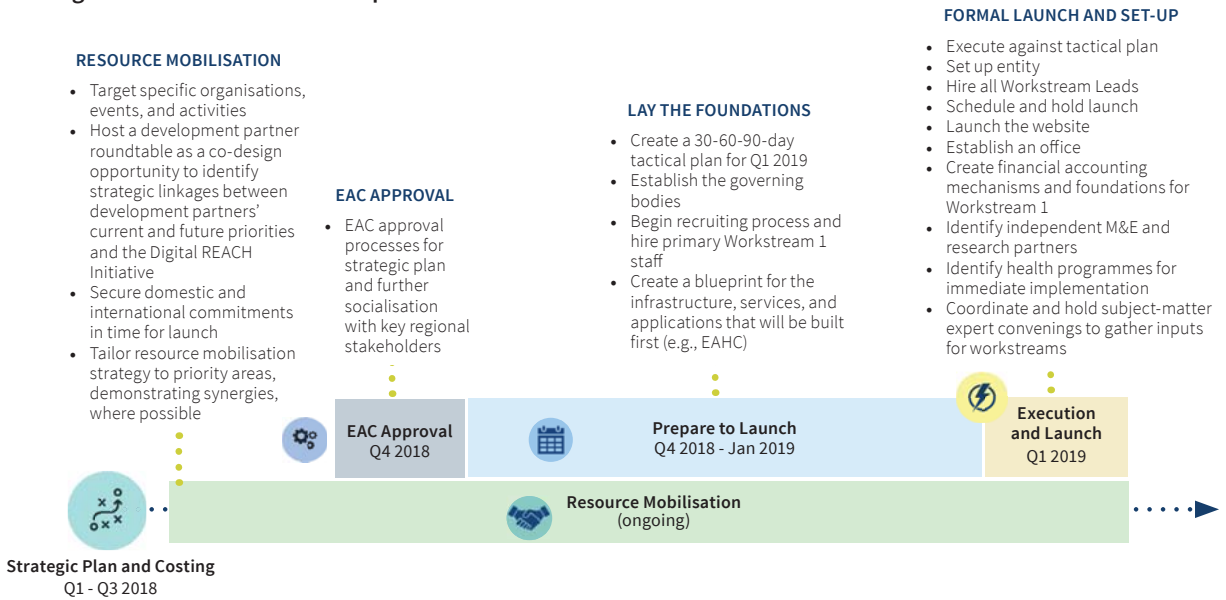 RESOURCE MOBILISATION
• Target specific organisations,
events, and activities
• Host a development partner
roundtable as a co-design
opportunity to identify
strategic linkages between
development partners’
current and future priorities
and the Digital REACH
Initiative
• Secure domestic and
international commitments
in time for launch
• Tailor resource mobilisation
strategy to priority areas,
demonstrating synergies,
where possible
EAC APPROVAL
• EAC approval
processes for
strategic plan
and further
socialisation
with key regional
stakeholders
LAY THE FOUNDATIONS
• Create a 30-60-90-day
tactical plan for Q1 2019
• Establish the governing
bodies
• Begin recruiting process and
hire primary Workstream 1
staff
• Create a blueprint for the
infrastructure, services, and
applications that will be built
first (e.g., EAHC)
FORMAL LAUNCH AND SET-UP
• Execute against tactical plan
• Set up entity
• Hire all Workstream Leads
• Schedule and hold launch
• Launch the website
• Establish an office
• Create financial accounting
mechanisms and foundations for
Workstream 1
• Identify independent M&E and
research partners
• Identify health programmes for
immediate implementation
• Coordinate and hold subject-matter
expert convenings to gather inputs
for workstreams
EAC Approval
Q4 2018
Prepare to Launch
Q4 2018 - Jan 2019
Execution
and Launch
Q1 2019
Resource Mobilisation
(ongoing)
Strategic Plan and Costing
Q1 - Q3 2018